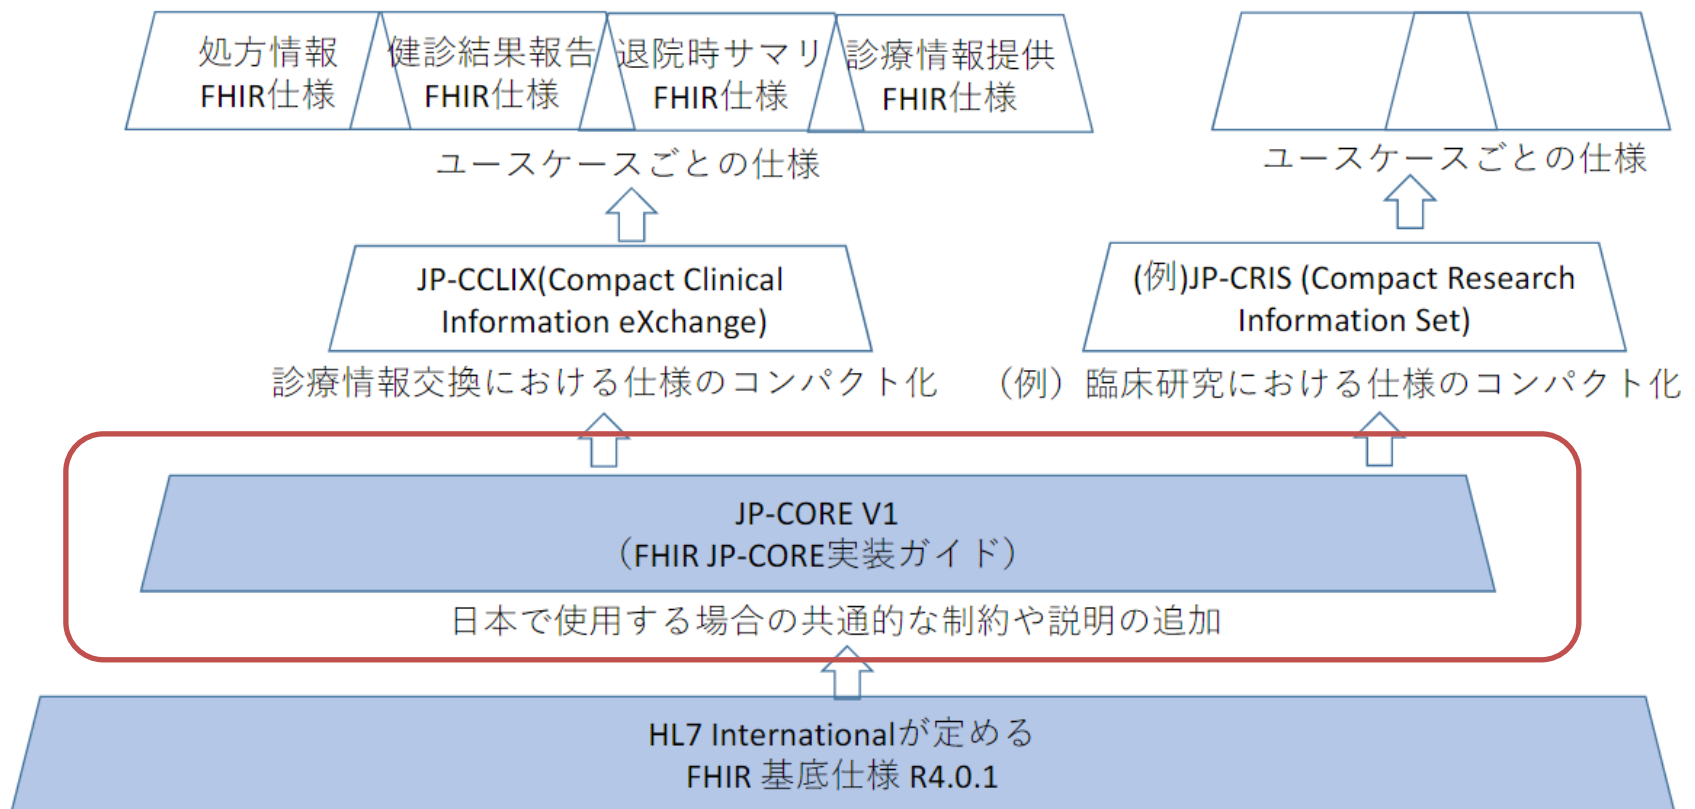 処方情報
FHIR仕様
健診結果報告
FHIR仕様
退院時サマリ
FHIR仕様
診療情報提供
FHIR仕様
ユースケースごとの仕様
ユースケースごとの仕様
JP-CCLIX(Compact Clinical
Information eXchange)
(例)JP-CRIS (Compact Research
Information Set)
診療情報交換における仕様のコンパクト化
（例）臨床研究における仕様のコンパクト化
JP-CORE V1
（FHIR JP-CORE実装ガイド）
日本で使用する場合の共通的な制約や説明の追加
HL7 Internationalが定める
FHIR 基底仕様 R4.0.1